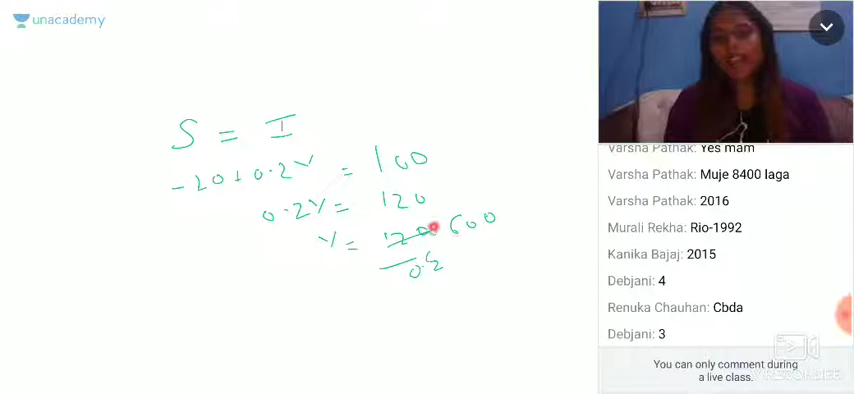 unacademy
S = I
-20 + 0.2Y = 100
0.2Y = 120
Y = 120 600
0.2
Varsha Pathak: Yes mam
Varsha Pathak: Muje 8400 laga
Varsha Pathak: 2016
Murali Rekha: Rio-1992
Kanika Bajaj: 2015
Debjani: 4
Renuka Chauhan: Cbda
Debjani: 3
You can only comment during
a live class.